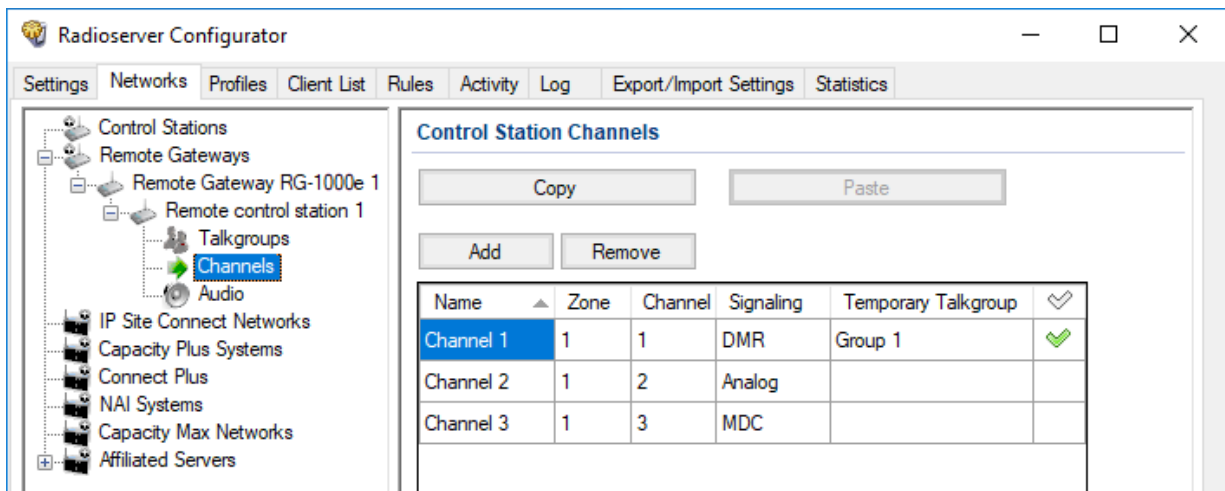 Radioserver Configurator
Settings Networks Profiles Client List Rules Activity Log Export/Import Settings Statistics
Control Stations
Remote Gateways
Remote Gateway RG-1000e 1
Remote control station 1
Talkgroups
Channels
Audio
IP Site Connect Networks
Capacity Plus Systems
Connect Plus
NAI Systems
Capacity Max Networks
Affiliated Servers
Control Station Channels
Copy Paste
Add Remove
Name Zone Channel Signaling Temporary Talkgroup
Channel 1 1 1 DMR Group 1
Channel 2 1 2 Analog
Channel 3 1 3 MDC